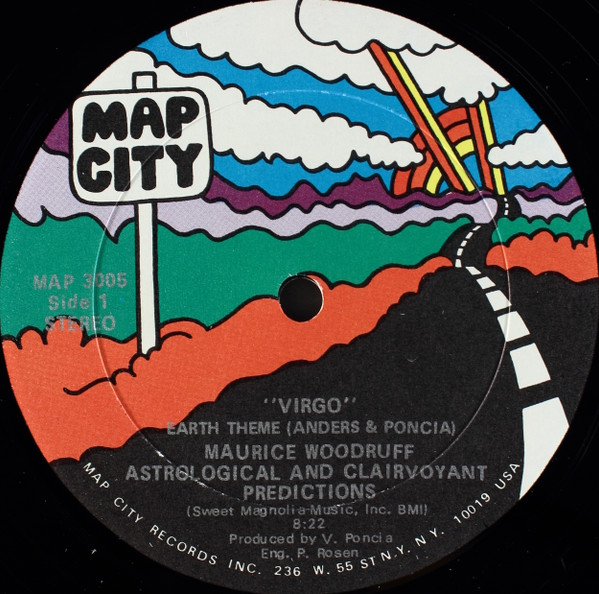 MAP
CITY
MAP 3005
Side 1
STEREO
"VIRGO"
EARTH THEME (ANDERS & PONCIA)
MAURICE WOODRUFF
ASTROLOGICAL AND CLAIRVOYANT
PREDICTIONS
(Sweet Magnolia Music, Inc. BMI)
8:22
Produced by V. Poncia
Eng. P. Rosen
MAP CITY RECORDS INC. 236 W. 55 ST N.Y. N.Y. 10019 USA